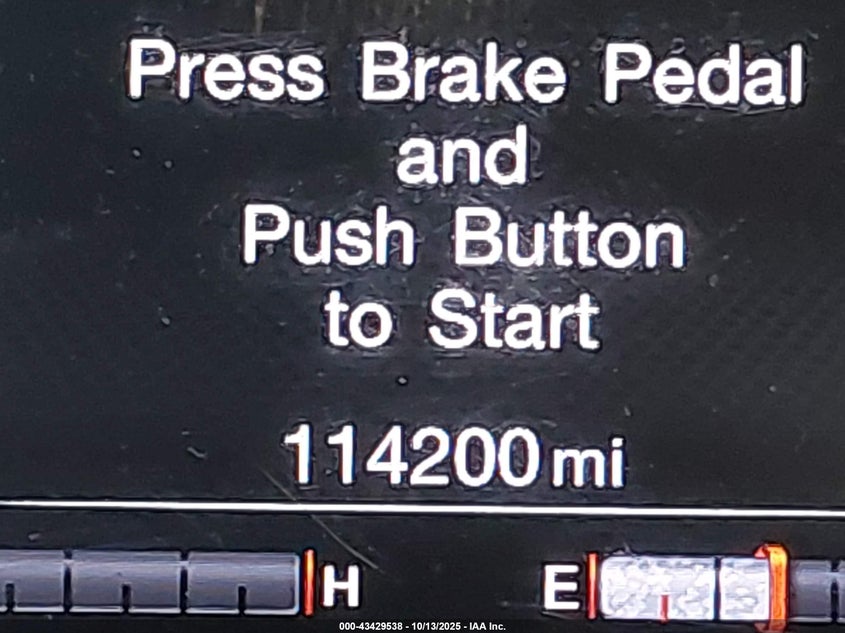 Press Brake Pedal
and
Push Button
to Start
114200 mi
H E
000-43429538 - 10/13/2025 - IAA Inc.